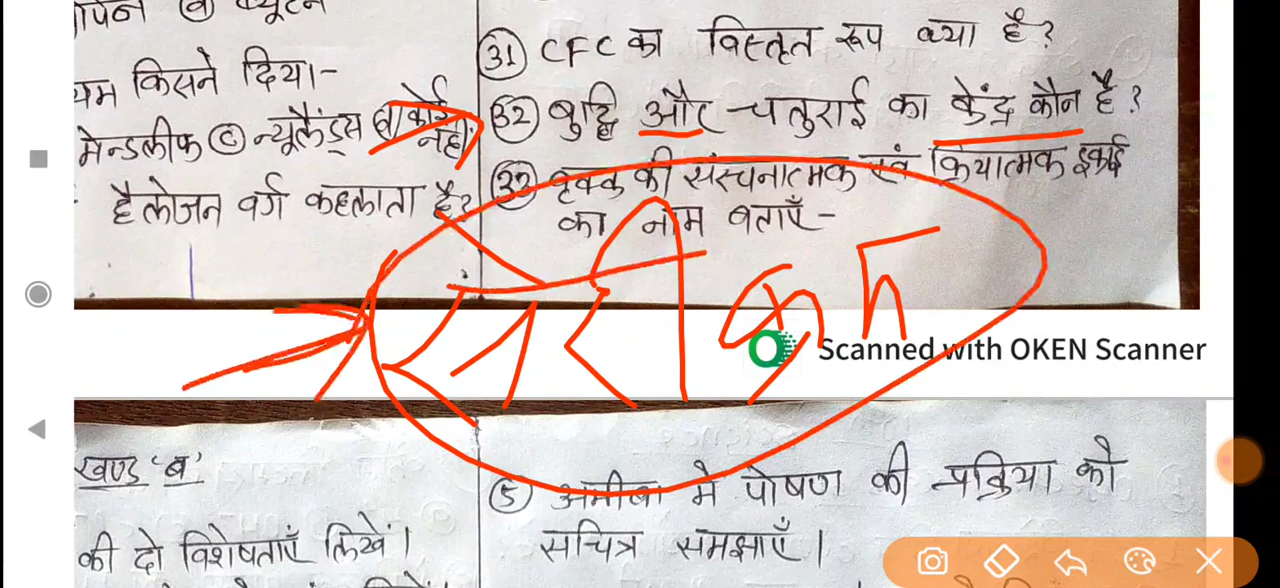 31 CFC का विस्तृत रूप क्या है?
यम किसने दिया।-
32 बुद्धि और चतुराई का केंद्र कौन है?
मेन्डलीफ C न्यूलैंड्स कोई नहीं
33 वृक्क की संरचनात्मक एवं क्रियात्मक इकाई
का नाम बताएँ-
हैलोजन वर्ग कहलाता है?
Scanned with OKEN Scanner
खण्ड 'ब'
की दो विशेषताएँ लिखें।
5 अमीबा मे पोषण की प्रक्रिया को
सचित्र समझाएँ।